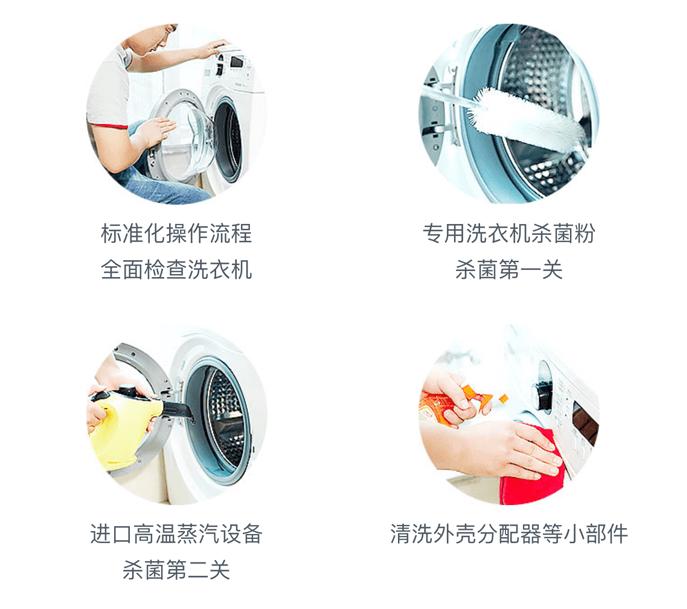 标准化操作流程
全面检查洗衣机
专用洗衣机杀菌粉
杀菌第一关
进口高温蒸汽设备
杀菌第二关
清洗外壳分配器等小部件